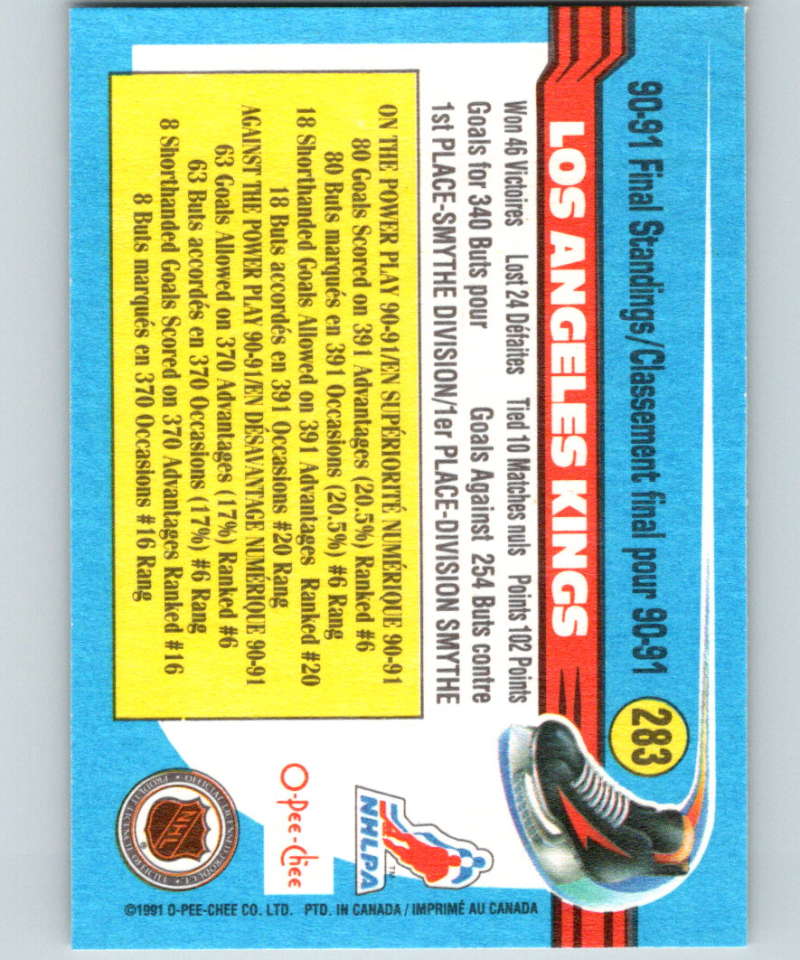 90-91 Final Standings/Classement final pour 90-91
283
LOS ANGELES KINGS
Won 46 Victoires Lost 24 Défaites Tied 10 Matches nuls Points 102 Points
Goals for 340 Buts pour Goals Against 254 Buts contre
1st PLACE-SMYTHE DIVISION/1er PLACE-DIVISION SMYTHE
ON THE POWER PLAY 90-91/EN SUPÉRIORITÉ NUMÉRIQUE 90-91
80 Goals Scored on 391 Advantages (20.5%) Ranked #6
80 Buts marqués en 391 Occasions (20.5%) #6 Rang
18 Shorthanded Goals Allowed on 391 Advantages Ranked #20
18 Buts accordés en 391 Occasions #20 Rang
AGAINST THE POWER PLAY 90-91/EN DÉSAVANTAGE NUMÉRIQUE 90-91
63 Goals Allowed on 370 Advantages (17%) Ranked #6
63 Buts accordés en 370 Occasions (17%) #6 Rang
8 Shorthanded Goals Scored on 370 Advantages Ranked #16
8 Buts marqués en 370 Occasions #16 Rang
NHLPA
TM
O-Pee-Chee
OFFICIAL LICENSED PRODUCT
NHL
®
©1991 O-PEE-CHEE CO. LTD. PTD. IN CANADA / IMPRIMÉ AU CANADA